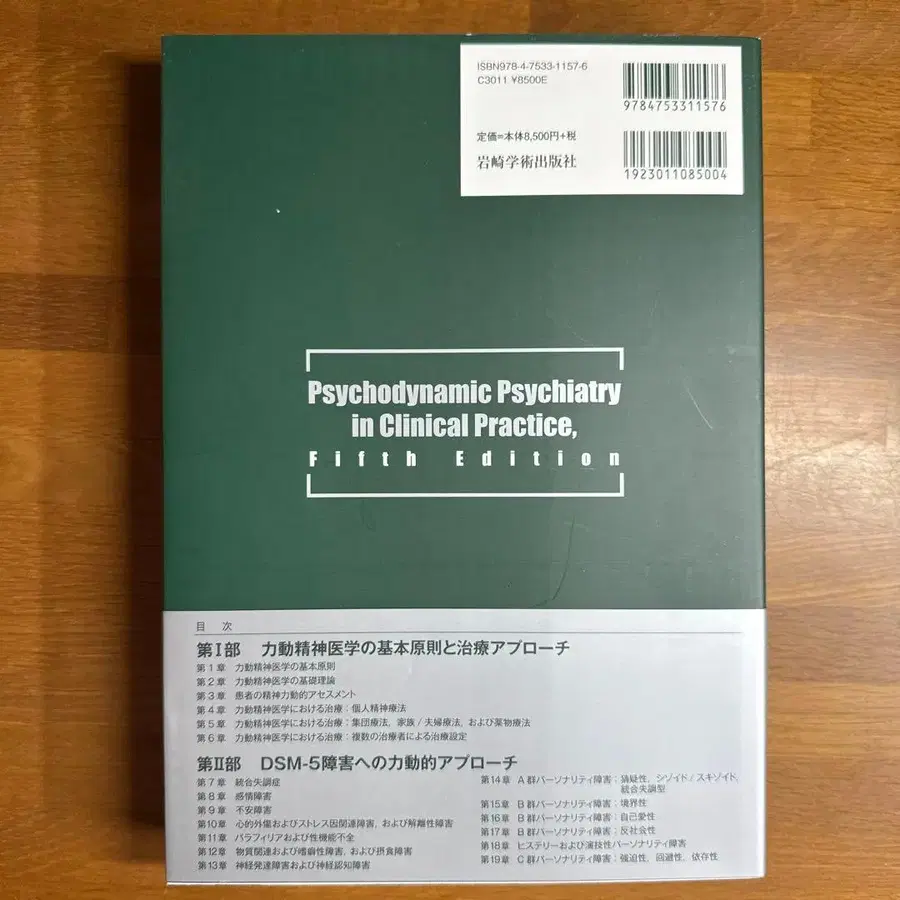 ISBN978-4-7533-1157-6
C3011 ¥8500E
9784753311576
定価=本体8,500円+税
岩崎学術出版社
1923011085004
Psychodynamic Psychiatry
in Clinical Practice,
Fifth Edition
目 次
第Ⅰ部 力動精神医学の基本原則と治療アプローチ
第1章 力動精神医学の基本原則
第2章 力動精神医学の基礎理論
第3章 患者の精神力動的アセスメント
第4章 力動精神医学における治療：個人精神療法
第5章 力動精神医学における治療：集団療法, 家族/夫婦療法, および薬物療法
第6章 力動精神医学における治療：複数の治療者による治療設定
第Ⅱ部 DSM-5障害への力動的アプローチ
第7章 統合失調症
第8章 感情障害
第9章 不安障害
第10章 心的外傷およびストレス因関連障害, および解離性障害
第11章 パラフィリアおよび性機能不全
第12章 物質関連および嗜癖性障害, および摂食障害
第13章 神経発達障害および神経認知障害
第14章 A群パーソナリティ障害：猜疑性, シゾイド/スキゾイド,
統合失調型
第15章 B群パーソナリティ障害：境界性
第16章 B群パーソナリティ障害：自己愛性
第17章 B群パーソナリティ障害：反社会性
第18章 ヒステリーおよび演技性パーソナリティ障害
第19章 C群パーソナリティ障害：強迫性, 回避性, 依存性